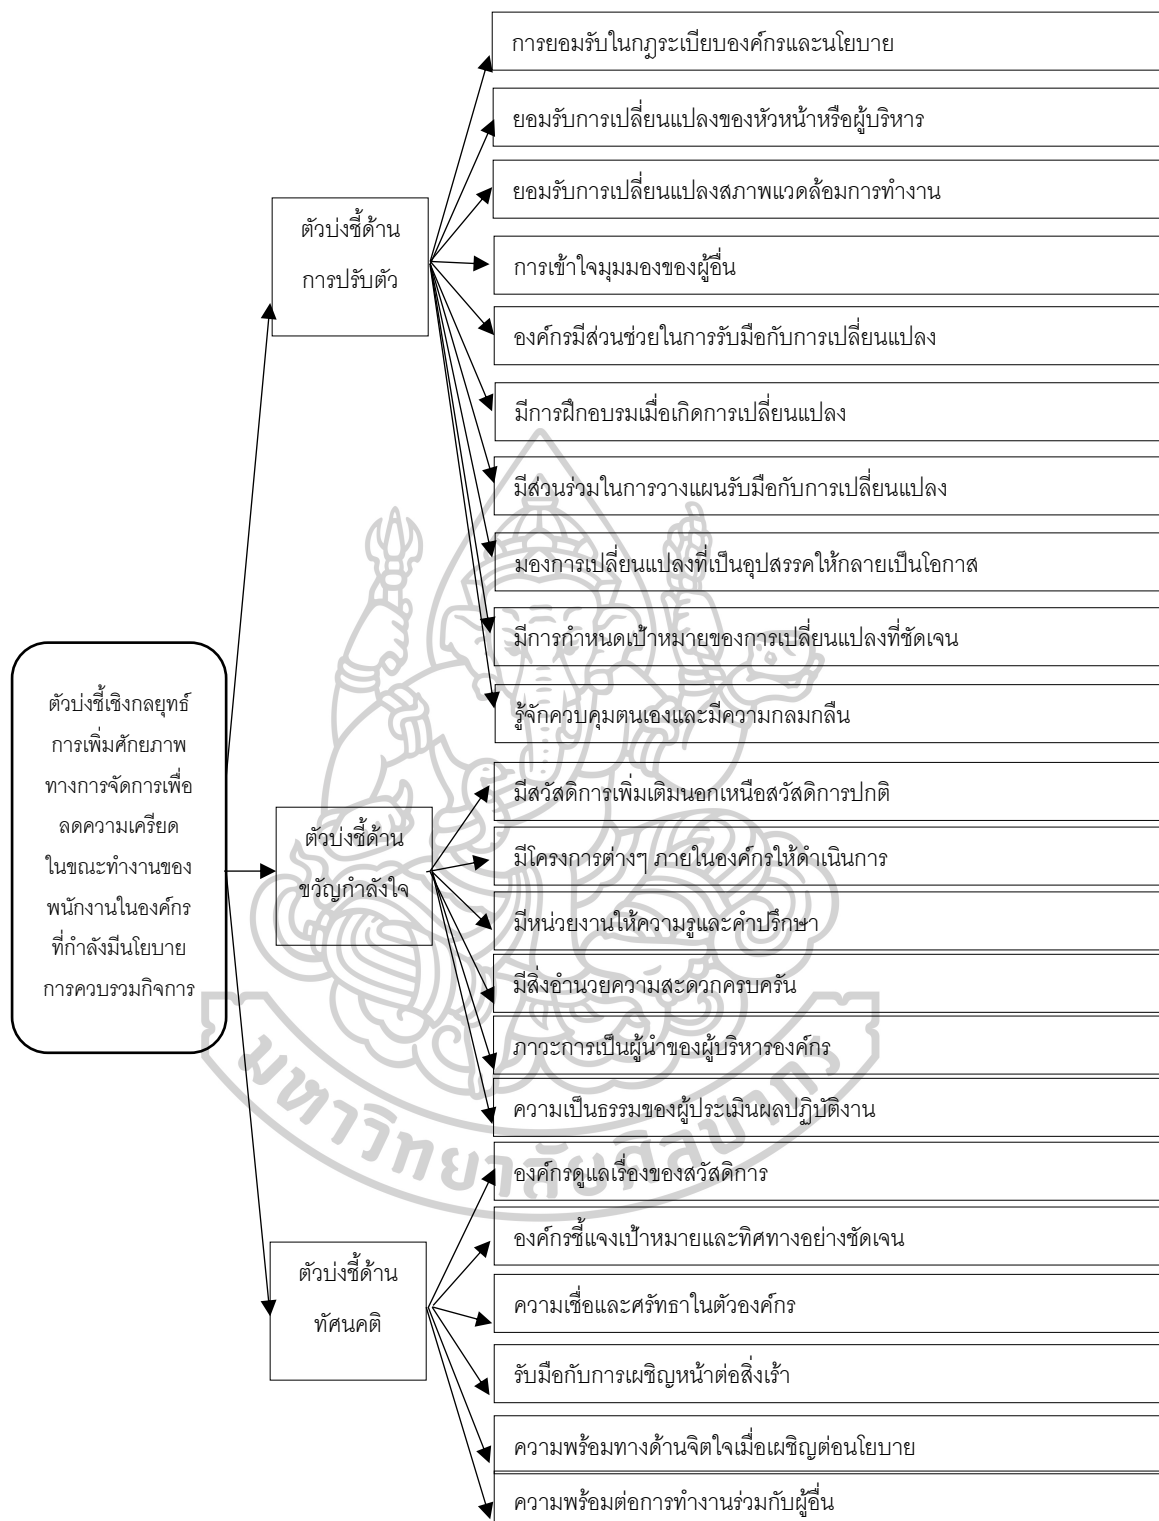 ตัวบ่งชี้เชิงกลยุทธ์
การเพิ่มศักยภาพ
ทางการจัดการเพื่อ
ลดความเครียด
ในขณะทำงานของ
พนักงานในองค์กร
ที่กำลังมีนโยบาย
การควบรวมกิจการ
ตัวบ่งชี้ด้าน
การปรับตัว
การยอมรับในกฎระเบียบองค์กรและนโยบาย
ยอมรับการเปลี่ยนแปลงของหัวหน้าหรือผู้บริหาร
ยอมรับการเปลี่ยนแปลงสภาพแวดล้อมการทำงาน
การเข้าใจมุมมองของผู้อื่น
องค์กรมีส่วนช่วยในการรับมือกับการเปลี่ยนแปลง
มีการฝึกอบรมเมื่อเกิดการเปลี่ยนแปลง
มีส่วนร่วมในการวางแผนรับมือกับการเปลี่ยนแปลง
มองการเปลี่ยนแปลงที่เป็นอุปสรรคให้กลายเป็นโอกาส
มีการกำหนดเป้าหมายของการเปลี่ยนแปลงที่ชัดเจน
รู้จักควบคุมตนเองและมีความกลมกลืน
ตัวบ่งชี้ด้าน
ขวัญกำลังใจ
มีสวัสดิการเพิ่มเติมนอกเหนือสวัสดิการปกติ
มีโครงการต่างๆ ภายในองค์กรให้ดำเนินการ
มีหน่วยงานให้ความรูและคำปรึกษา
มีสิ่งอำนวยความสะดวกครบครัน
ภาวะการเป็นผู้นำของผู้บริหารองค์กร
ความเป็นธรรมของผู้ประเมินผลปฏิบัติงาน
ตัวบ่งชี้ด้าน
ทัศนคติ
องค์กรดูแลเรื่องของสวัสดิการ
องค์กรชี้แจงเป้าหมายและทิศทางอย่างชัดเจน
ความเชื่อและศรัทธาในตัวองค์กร
รับมือกับการเผชิญหน้าต่อสิ่งเร้า
ความพร้อมทางด้านจิตใจเมื่อเผชิญต่อนโยบาย
ความพร้อมต่อการทำงานร่วมกับผู้อื่น
มหาวิทยาลัยศิลปากร